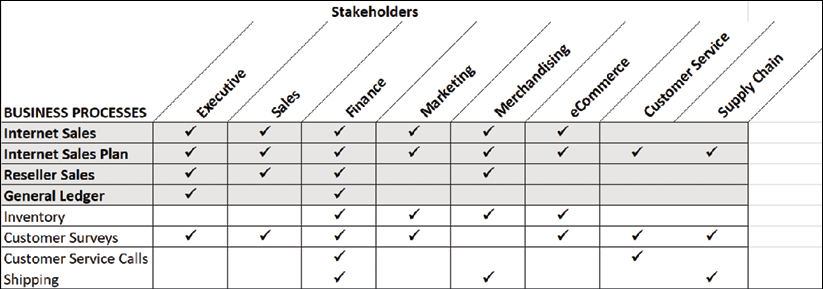 Stakeholders
BUSINESS PROCESSES Executive Sales Finance Marketing Merchandising eCommerce Customer Service Supply Chain
Internet Sales ✓ ✓ ✓ ✓ ✓ ✓
Internet Sales Plan ✓ ✓ ✓ ✓ ✓ ✓ ✓ ✓
Reseller Sales ✓ ✓ ✓ ✓
General Ledger ✓ ✓
Inventory ✓ ✓ ✓ ✓
Customer Surveys ✓ ✓ ✓ ✓ ✓ ✓ ✓
Customer Service Calls ✓ ✓
Shipping ✓ ✓ ✓